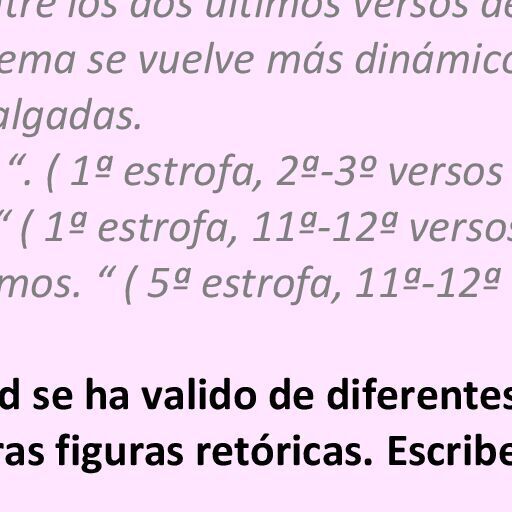 entre los dos últimos versos de
ema se vuelve más dinámico
algadas.
“. ( 1ª estrofa, 2ª-3º versos
“ ( 1ª estrofa, 11ª-12ª versos
mos. “ ( 5ª estrofa, 11ª-12ª
d se ha valido de diferentes
ras figuras retóricas. Escribe